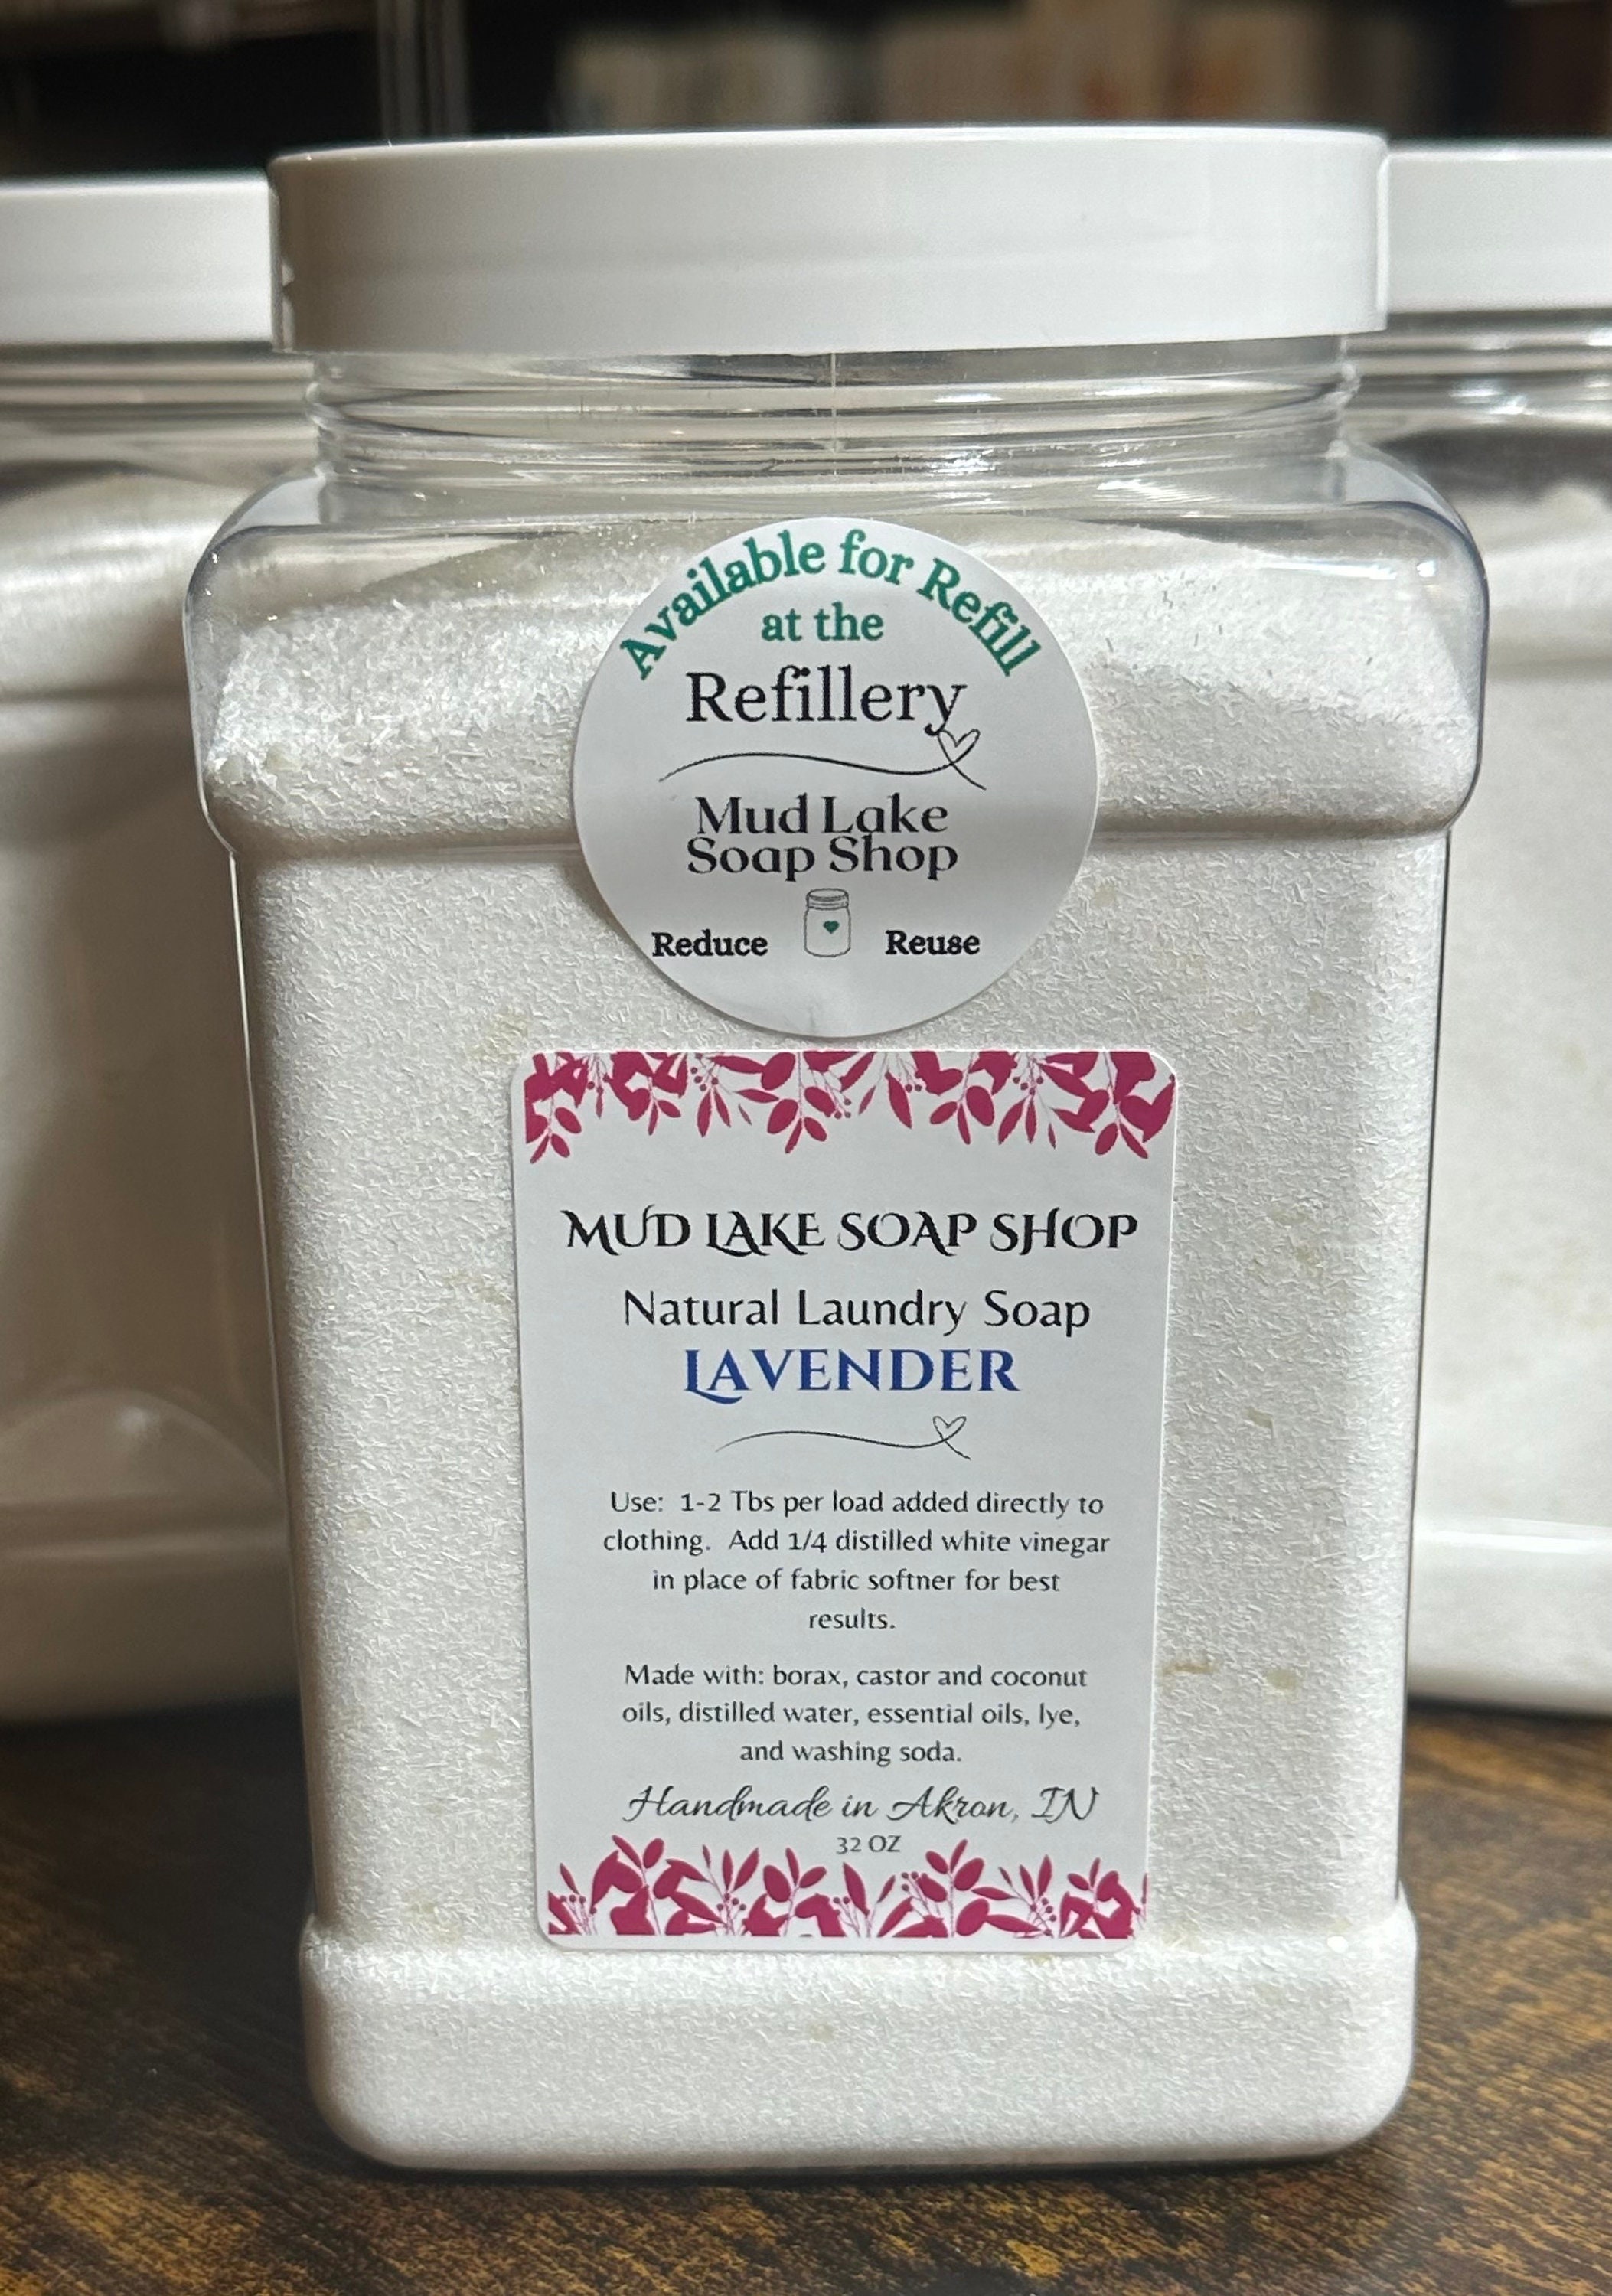 Available for Refill
at the
Refillery
Mud Lake
Soap Shop
Reduce Reuse
MUD LAKE SOAP SHOP
Natural Laundry Soap
LAVENDER
Use: 1-2 Tbs per load added directly to
clothing. Add 1/4 distilled white vinegar
in place of fabric softner for best
results.
Made with: borax, castor and coconut
oils, distilled water, essential oils, lye,
and washing soda.
Handmade in Akron, IN
32 OZ